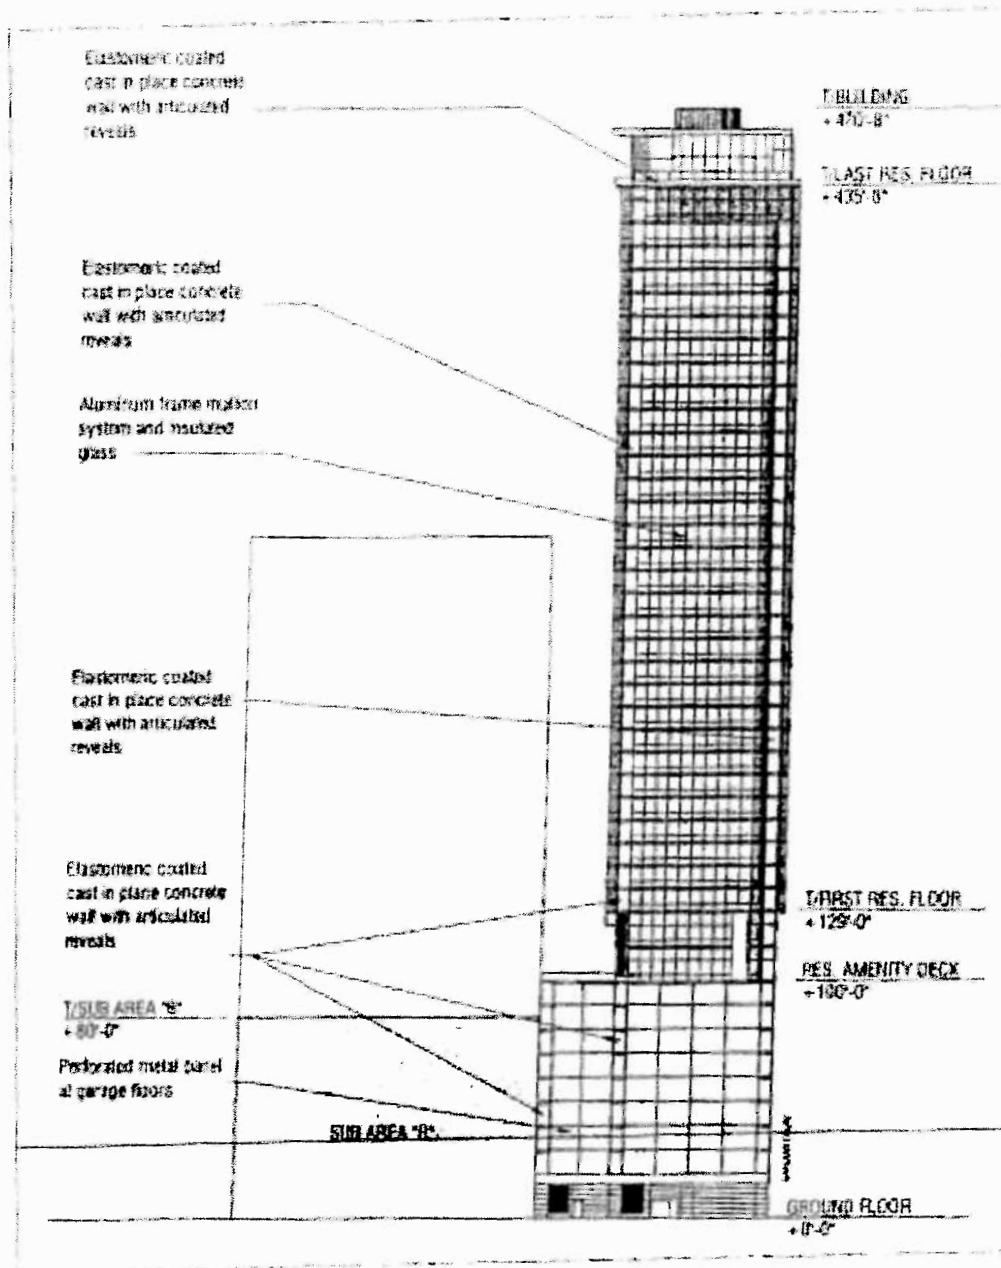 Elastomeric coated
cast in place concrete
wall with articulated
reveals
T/BUILDING
+ 470'-8"
T/LAST RES. FLOOR
+ 435'-8"
Elastomeric coated
cast in place concrete
wall with articulated
reveals
Aluminum frame mullion
system and insulated
glass
Elastomeric coated
cast in place concrete
wall with articulated
reveals
Elastomeric coated
cast in place concrete
wall with articulated
reveals
T/FIRST RES. FLOOR
+ 129'-0"
RES. AMENITY DECK
+ 100'-0"
T/SUB AREA "B"
+ 80'-0"
Perforated metal panel
at garage floors
SUB AREA "B"
GROUND FLOOR
+ 0'-0"